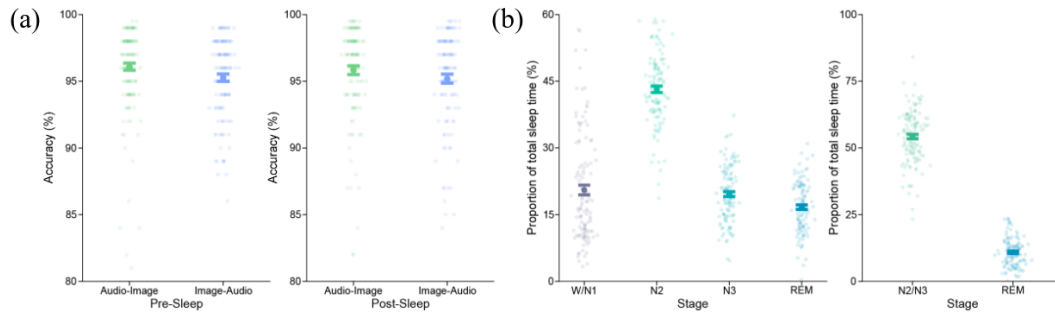 (a)
Accuracy (%)
100
95
90
85
80
Audio-Image
Image-Audio
Pre-Sleep
Accuracy (%)
100
95
90
85
80
Audio-Image
Image-Audio
Post-Sleep
(b)
Proportion of total sleep time (%)
60
45
30
15
0
W/N1
N2
N3
REM
Stage
Proportion of total sleep time (%)
100
75
50
25
0
N2/N3
REM
Stage